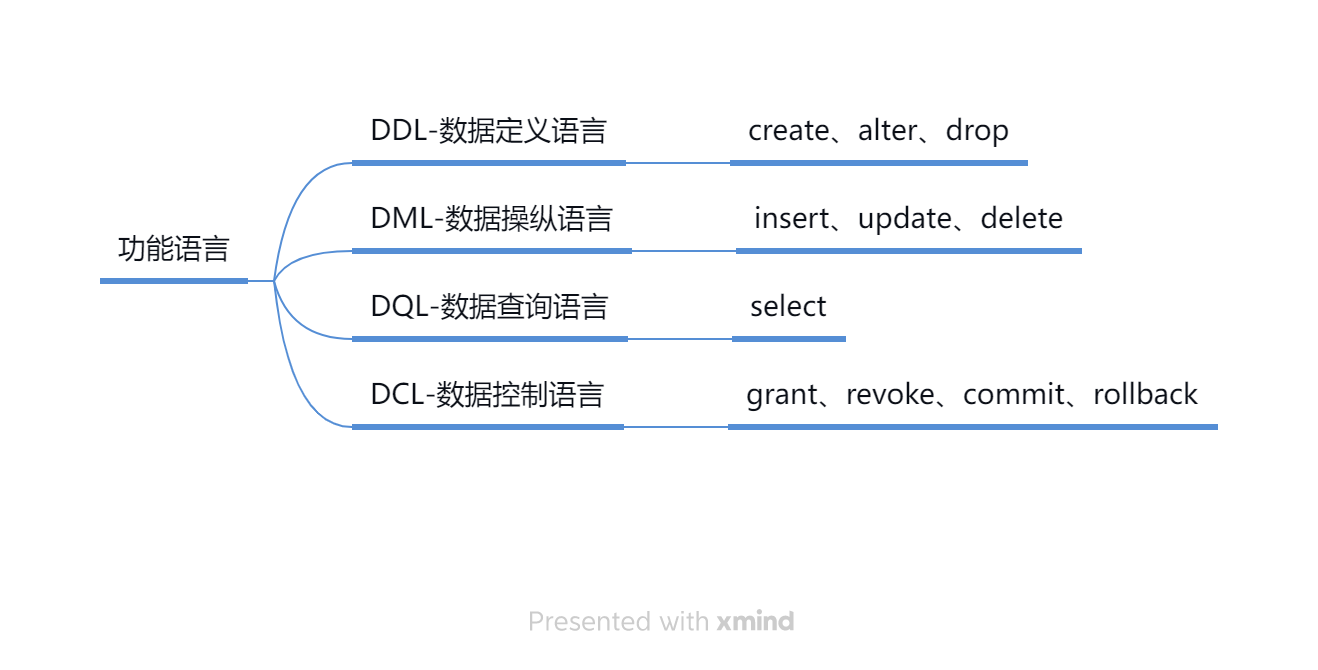 功能语言
DDL-数据定义语言
create、alter、drop
DML-数据操纵语言
insert、update、delete
DQL-数据查询语言
select
DCL-数据控制语言
grant、revoke、commit、rollback
Presented with xmind